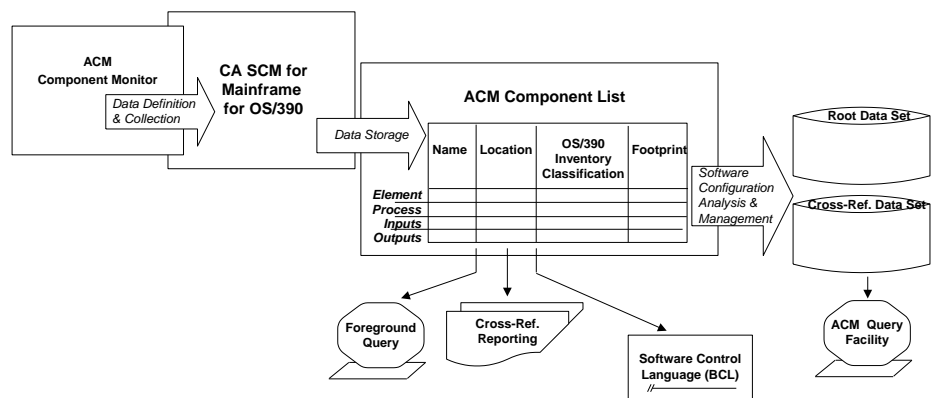 ACM
Component Monitor
Data Definition
& Collection
CA SCM for
Mainframe
for OS/390
Data Storage
ACM Component List
Name
Location
OS/390
Inventory
Classification
Footprint
Element
Process
Inputs
Outputs
Software
Configuration
Analysis &
Management
Root Data Set
Cross-Ref. Data Set
Foreground
Query
Cross-Ref.
Reporting
Software Control
Language (BCL)
//
ACM Query
Facility